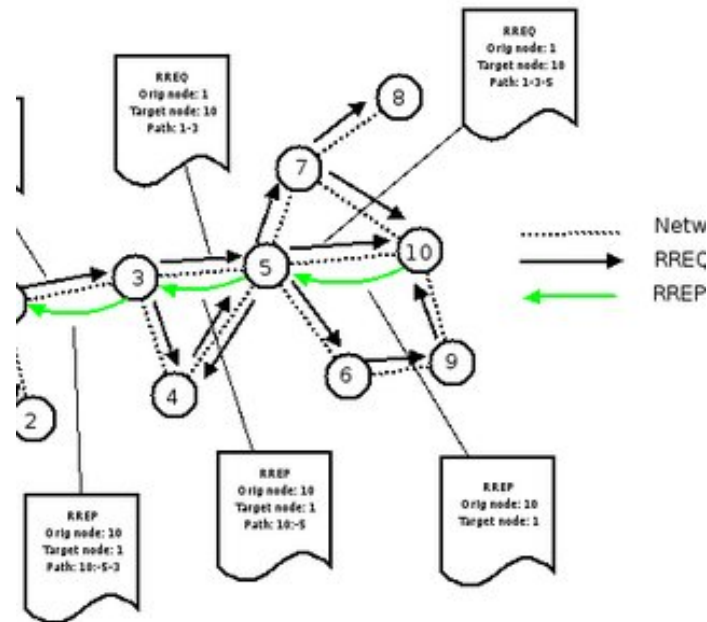 RREQ
Orig node: 1
Target node: 10
Path: 1-3-5
RREQ
Orig node: 1
Target node: 10
Path: 1-3
8
7
Netw
10
RREQ
3
5
RREP
9
6
4
2
RREP
Orig node: 10
Target node: 1
Path: 10:-5
RREP
Orig node: 10
Target node: 1
RREP
Orig node: 10
Target node: 1
Path: 10:-5-3